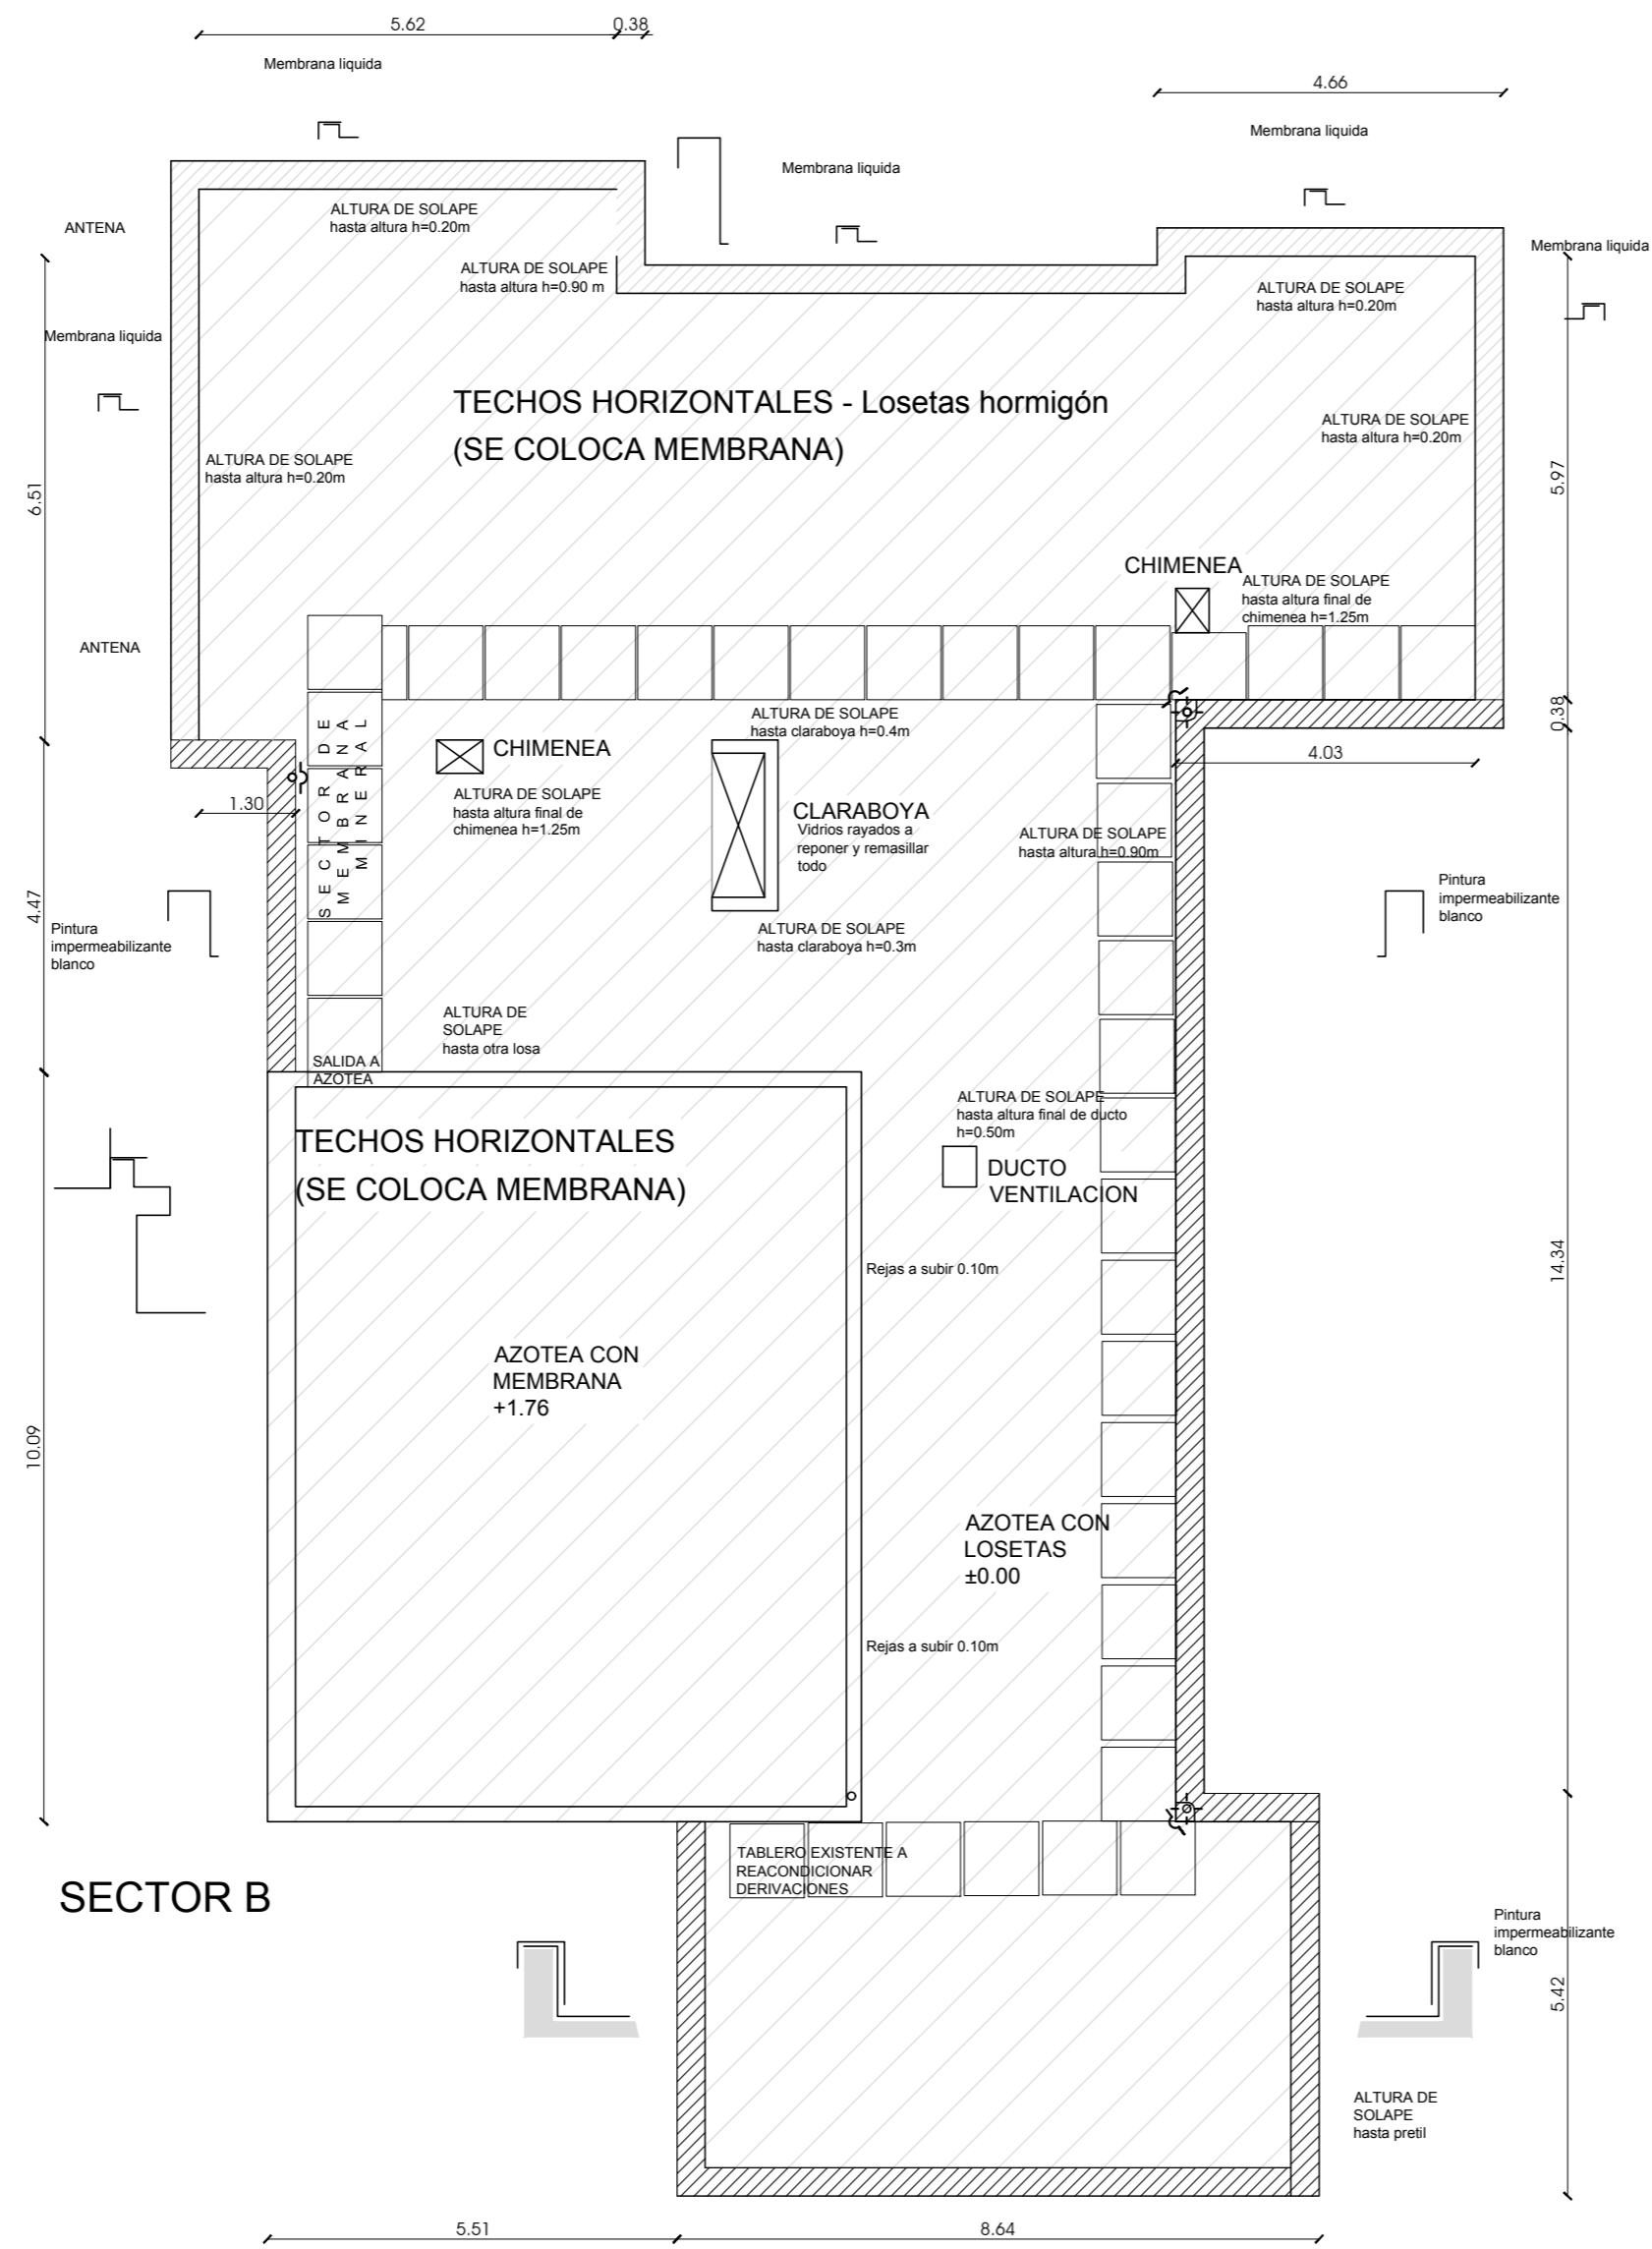 5.62
0.38
Membrana liquida
4.66
Membrana liquida
Membrana liquida
ALTURA DE SOLAPE
hasta altura h=0.20m
ANTENA
Membrana liquida
ALTURA DE SOLAPE
hasta altura h=0.90 m
ALTURA DE SOLAPE
hasta altura h=0.20m
Membrana liquida
TECHOS HORIZONTALES - Losetas hormigón
(SE COLOCA MEMBRANA)
ALTURA DE SOLAPE
hasta altura h=0.20m
ALTURA DE SOLAPE
hasta altura h=0.20m
6.51
5.97
CHIMENEA
ALTURA DE SOLAPE
hasta altura final de
chimenea h=1.25m
ANTENA
SECTOR DE
MEMBRANA
MINERAL
ALTURA DE SOLAPE
hasta claraboya h=0.4m
0.38
CHIMENEA
4.03
ALTURA DE SOLAPE
hasta altura final de
chimenea h=1.25m
1.30
CLARABOYA
Vidrios rayados a
reponer y remasillar
todo
ALTURA DE SOLAPE
hasta altura h=0.90m
4.47
Pintura
impermeabilizante
blanco
Pintura
impermeabilizante
blanco
ALTURA DE SOLAPE
hasta claraboya h=0.3m
ALTURA DE
SOLAPE
hasta otra losa
SALIDA A
AZOTEA
ALTURA DE SOLAPE
hasta altura final de ducto
h=0.50m
TECHOS HORIZONTALES
(SE COLOCA MEMBRANA)
DUCTO
VENTILACION
Rejas a subir 0.10m
14.34
AZOTEA CON
MEMBRANA
+1.76
10.09
AZOTEA CON
LOSETAS
±0.00
Rejas a subir 0.10m
TABLERO EXISTENTE A
REACONDICIONAR
DERIVACIONES
SECTOR B
Pintura
impermeabilizante
blanco
5.42
ALTURA DE
SOLAPE
hasta pretil
5.51
8.64